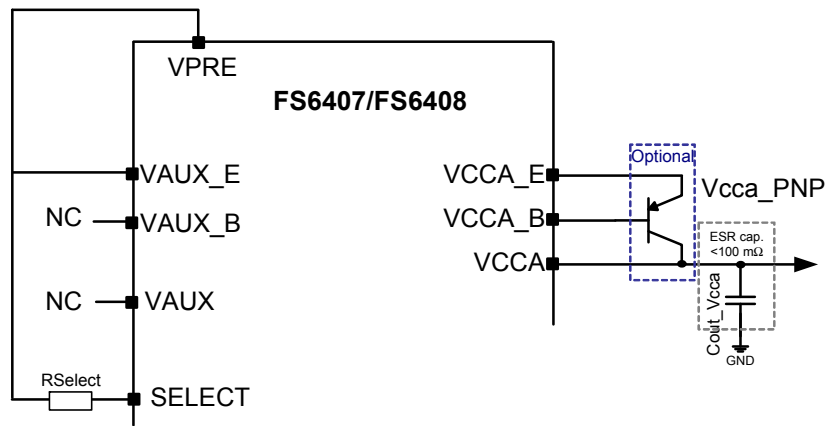 VPRE
FS6407/FS6408
Optional
VAUX_E
VCCA_E
Vcca_PNP
NC
VAUX_B
VCCA_B
ESR cap.
<100 mΩ
VCCA
NC
VAUX
Cout_Vcca
GND
RSelect
SELECT